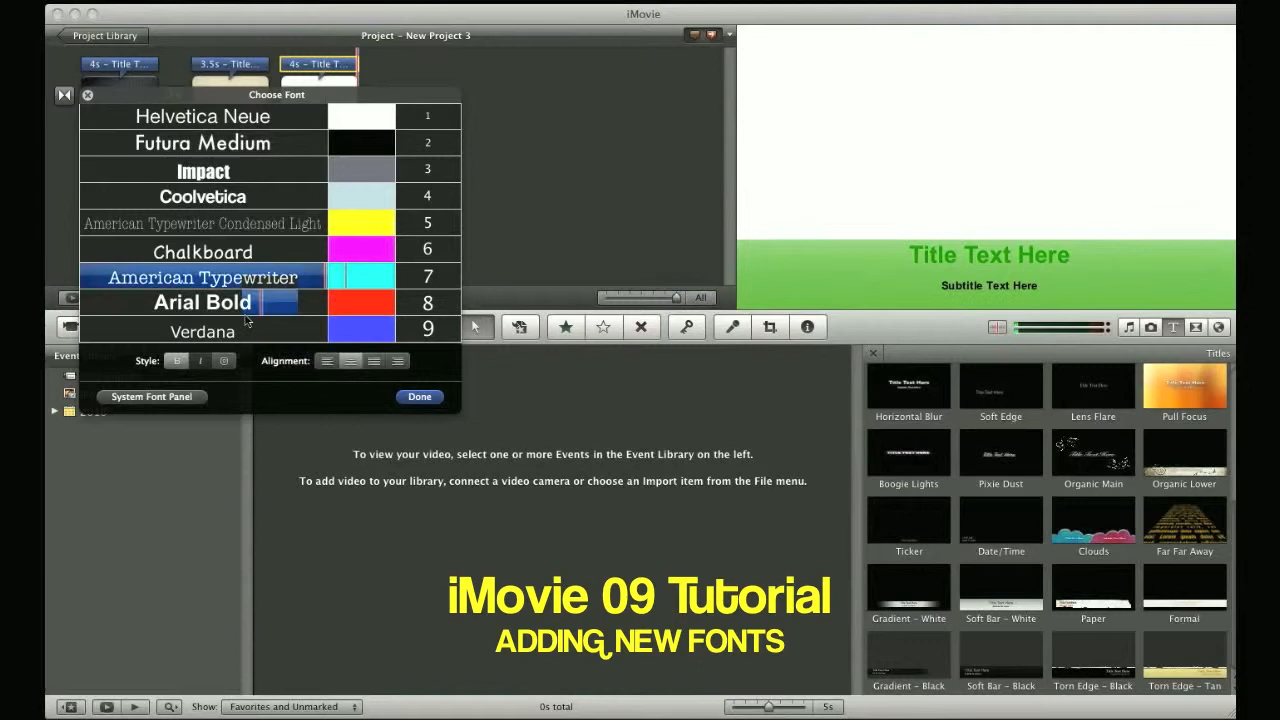 iMovie
Project Library
Project - New Project 3
4s - Title T...
3.5s - Title...
4s - Title T...
Choose Font
Helvetica Neue 1
Futura Medium 2
Impact 3
Coolvetica 4
American Typewriter Condensed Light 5
Chalkboard 6
American Typewriter 7
Arial Bold 8
Verdana 9
Style: B I
Alignment:
System Font Panel
Done
Title Text Here
Subtitle Text Here
All
Titles
To view your video, select one or more Events in the Event Library on the left.
To add video to your library, connect a video camera or choose an Import item from the File menu.
Horizontal Blur
Soft Edge
Lens Flare
Pull Focus
Boogie Lights
Pixie Dust
Organic Main
Organic Lower
Ticker
Date/Time
Clouds
Far Far Away
Gradient - White
Soft Bar - White
Paper
Formal
Gradient - Black
Soft Bar - Black
Torn Edge - Black
Torn Edge - Tan
iMovie 09 Tutorial
ADDING NEW FONTS
Show: Favorites and Unmarked
0s total
5s